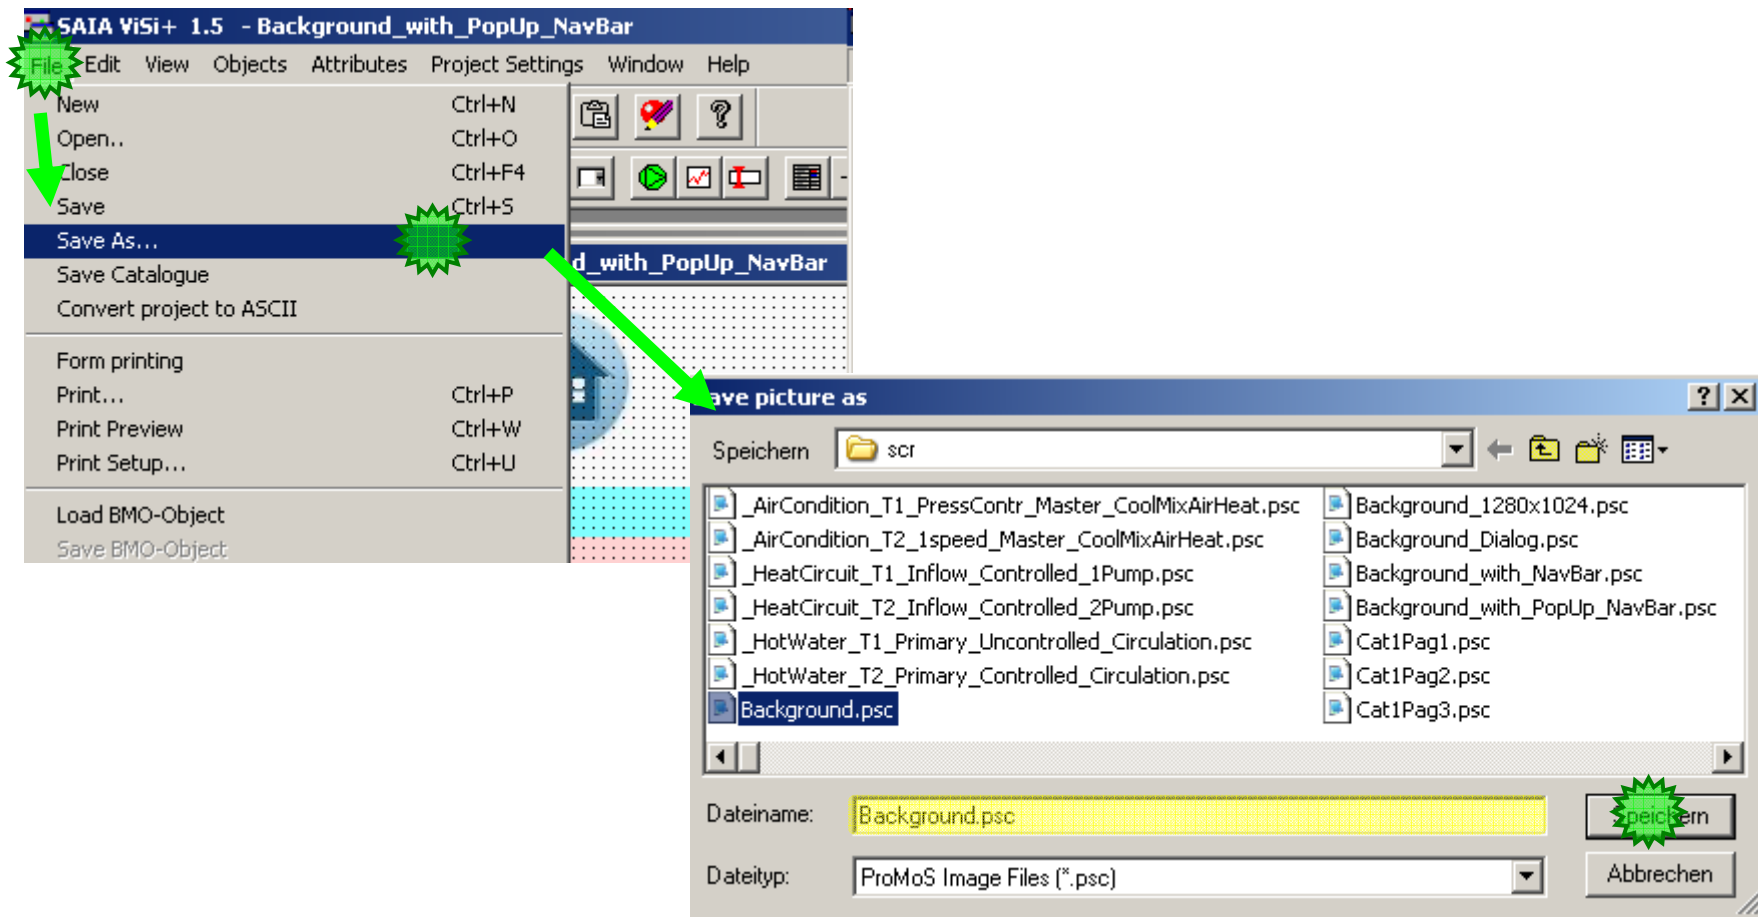 SAIA ViSi+ 1.5 - Background_with_PopUp_NavBar
File Edit View Objects Attributes Project Settings Window Help
New Ctrl+N
Open.. Ctrl+O
Close Ctrl+F4
Save Ctrl+S
Save As...
Save Catalogue
Convert project to ASCII
Form printing
Print... Ctrl+P
Print Preview Ctrl+W
Print Setup... Ctrl+U
Load BMO-Object
Save BMO-Object
d_with_PopUp_NavBar
ave picture as
Speichern scr
_AirCondition_T1_PressContr_Master_CoolMixAirHeat.psc
_AirCondition_T2_1speed_Master_CoolMixAirHeat.psc
_HeatCircuit_T1_Inflow_Controlled_1Pump.psc
_HeatCircuit_T2_Inflow_Controlled_2Pump.psc
_HotWater_T1_Primary_Uncontrolled_Circulation.psc
_HotWater_T2_Primary_Controlled_Circulation.psc
Background.psc
Background_1280x1024.psc
Background_Dialog.psc
Background_with_NavBar.psc
Background_with_PopUp_NavBar.psc
Cat1Pag1.psc
Cat1Pag2.psc
Cat1Pag3.psc
Dateiname: Background.psc Speichern
Dateityp: ProMoS Image Files (*.psc) Abbrechen